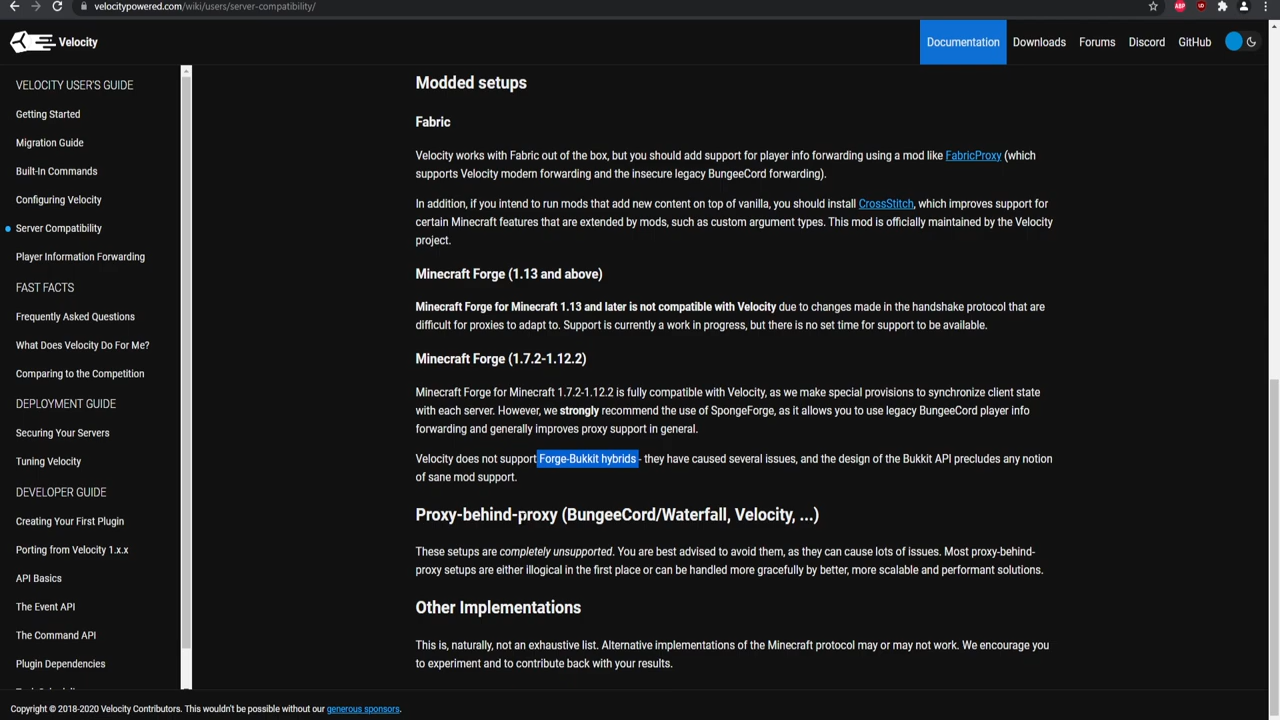 velocitypowered.com/wiki/users/server-compatibility/
ABP
Velocity
Documentation
Downloads
Forums
Discord
GitHub
VELOCITY USER'S GUIDE
Getting Started
Migration Guide
Built-In Commands
Configuring Velocity
Server Compatibility
Player Information Forwarding
FAST FACTS
Frequently Asked Questions
What Does Velocity Do For Me?
Comparing to the Competition
DEPLOYMENT GUIDE
Securing Your Servers
Tuning Velocity
DEVELOPER GUIDE
Creating Your First Plugin
Porting from Velocity 1.x.x
API Basics
The Event API
The Command API
Plugin Dependencies
Modded setups
Fabric
Velocity works with Fabric out of the box, but you should add support for player info forwarding using a mod like FabricProxy (which
supports Velocity modern forwarding and the insecure legacy BungeeCord forwarding).
In addition, if you intend to run mods that add new content on top of vanilla, you should install CrossStitch, which improves support for
certain Minecraft features that are extended by mods, such as custom argument types. This mod is officially maintained by the Velocity
project.
Minecraft Forge (1.13 and above)
Minecraft Forge for Minecraft 1.13 and later is not compatible with Velocity due to changes made in the handshake protocol that are
difficult for proxies to adapt to. Support is currently a work in progress, but there is no set time for support to be available.
Minecraft Forge (1.7.2-1.12.2)
Minecraft Forge for Minecraft 1.7.2-1.12.2 is fully compatible with Velocity, as we make special provisions to synchronize client state
with each server. However, we strongly recommend the use of SpongeForge, as it allows you to use legacy BungeeCord player info
forwarding and generally improves proxy support in general.
Velocity does not support Forge-Bukkit hybrids - they have caused several issues, and the design of the Bukkit API precludes any notion
of sane mod support.
Proxy-behind-proxy (BungeeCord/Waterfall, Velocity, ...)
These setups are completely unsupported. You are best advised to avoid them, as they can cause lots of issues. Most proxy-behind-
proxy setups are either illogical in the first place or can be handled more gracefully by better, more scalable and performant solutions.
Other Implementations
This is, naturally, not an exhaustive list. Alternative implementations of the Minecraft protocol may or may not work. We encourage you
to experiment and to contribute back with your results.
Copyright © 2018-2020 Velocity Contributors. This wouldn't be possible without our generous sponsors.